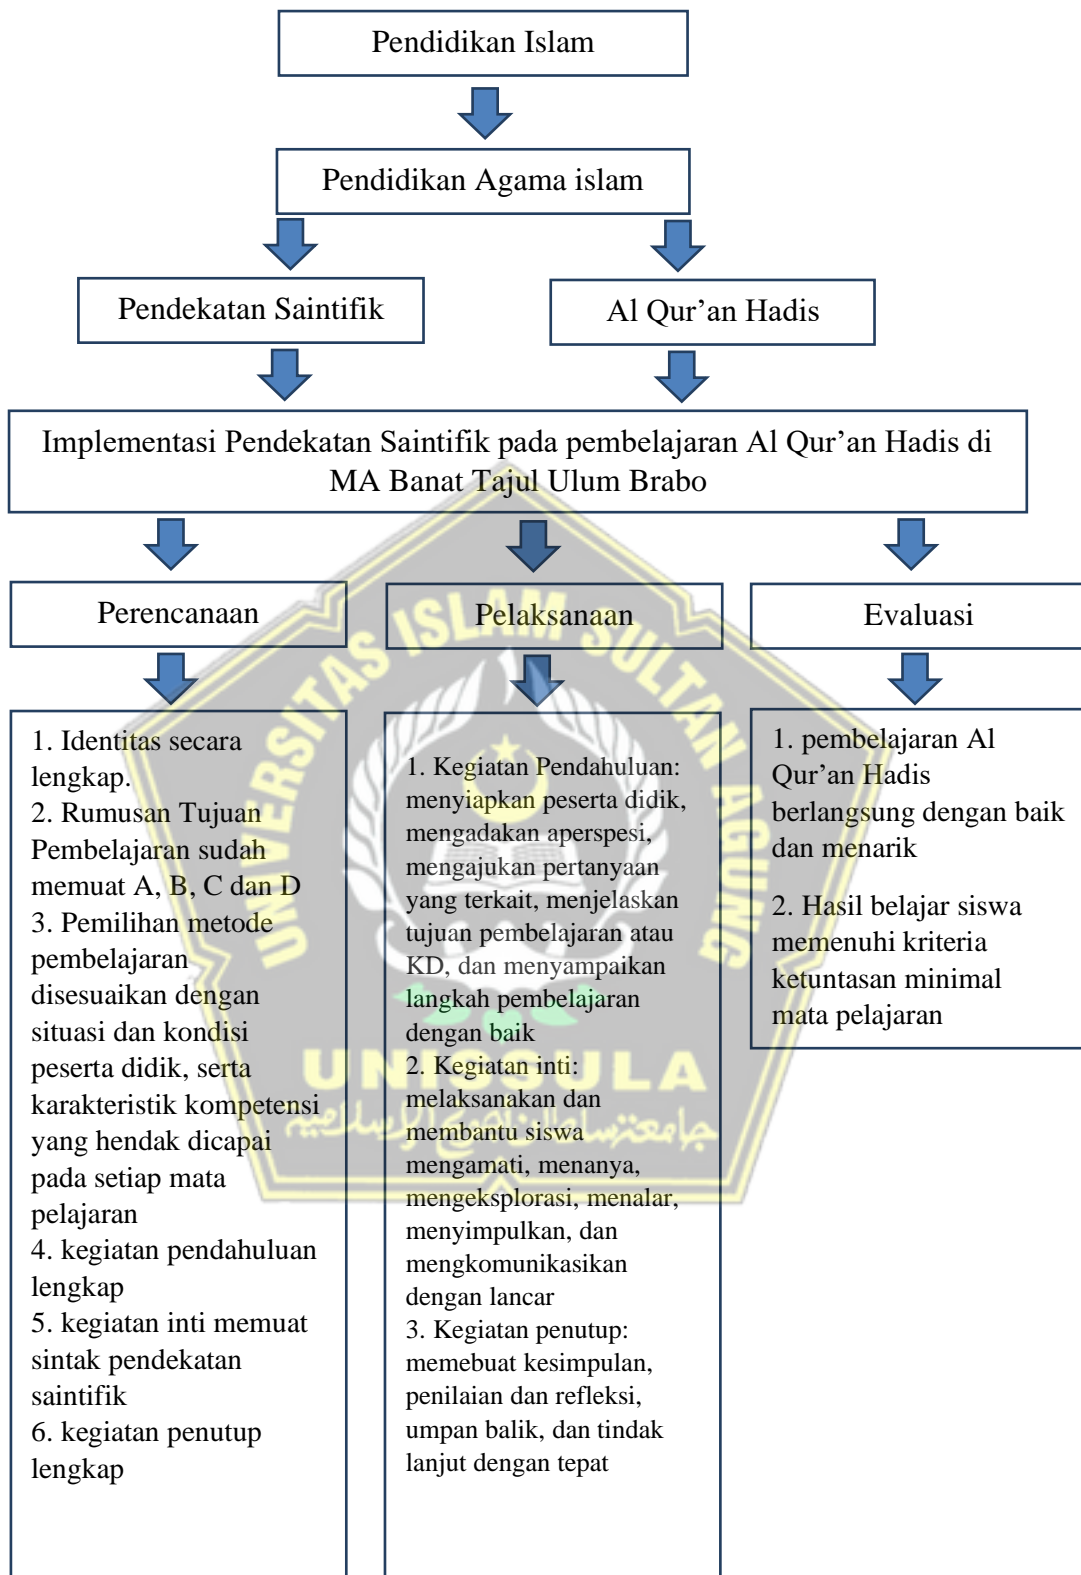 Pendidikan Islam
Pendidikan Agama islam
Pendekatan Saintifik
Al Qur’an Hadis
Implementasi Pendekatan Saintifik pada pembelajaran Al Qur’an Hadis di
MA Banat Tajul Ulum Brabo
Perencanaan
Pelaksanaan
Evaluasi
1. Identitas secara
lengkap.
2. Rumusan Tujuan
Pembelajaran sudah
memuat A, B, C dan D
3. Pemilihan metode
pembelajaran
disesuaikan dengan
situasi dan kondisi
peserta didik, serta
karakteristik kompetensi
yang hendak dicapai
pada setiap mata
pelajaran
4. kegiatan pendahuluan
lengkap
5. kegiatan inti memuat
sintak pendekatan
saintifik
6. kegiatan penutup
lengkap
1. Kegiatan Pendahuluan:
menyiapkan peserta didik,
mengadakan aperspesi,
mengajukan pertanyaan
yang terkait, menjelaskan
tujuan pembelajaran atau
KD, dan menyampaikan
langkah pembelajaran
dengan baik
2. Kegiatan inti:
melaksanakan dan
membantu siswa
mengamati, menanya,
mengeksplorasi, menalar,
menyimpulkan, dan
mengkomunikasikan
dengan lancar
3. Kegiatan penutup:
memebuat kesimpulan,
penilaian dan refleksi,
umpan balik, dan tindak
lanjut dengan tepat
1. pembelajaran Al
Qur’an Hadis
berlangsung dengan baik
dan menarik
2. Hasil belajar siswa
memenuhi kriteria
ketuntasan minimal
mata pelajaran
UNIVERSITAS ISLAM SULTAN AGUNG
UNISSULA
جامعة سلطان أجونج الإسلامية